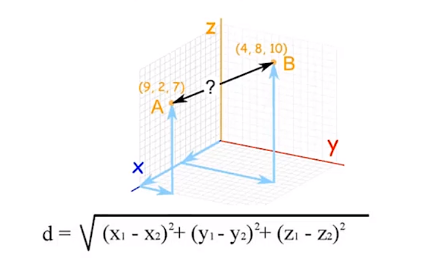 z
(4, 8, 10)
B
(9, 2, 7)
?
A
y
x
d = √(x₁ - x₂)²+ (y₁ - y₂)²+ (z₁ - z₂)²